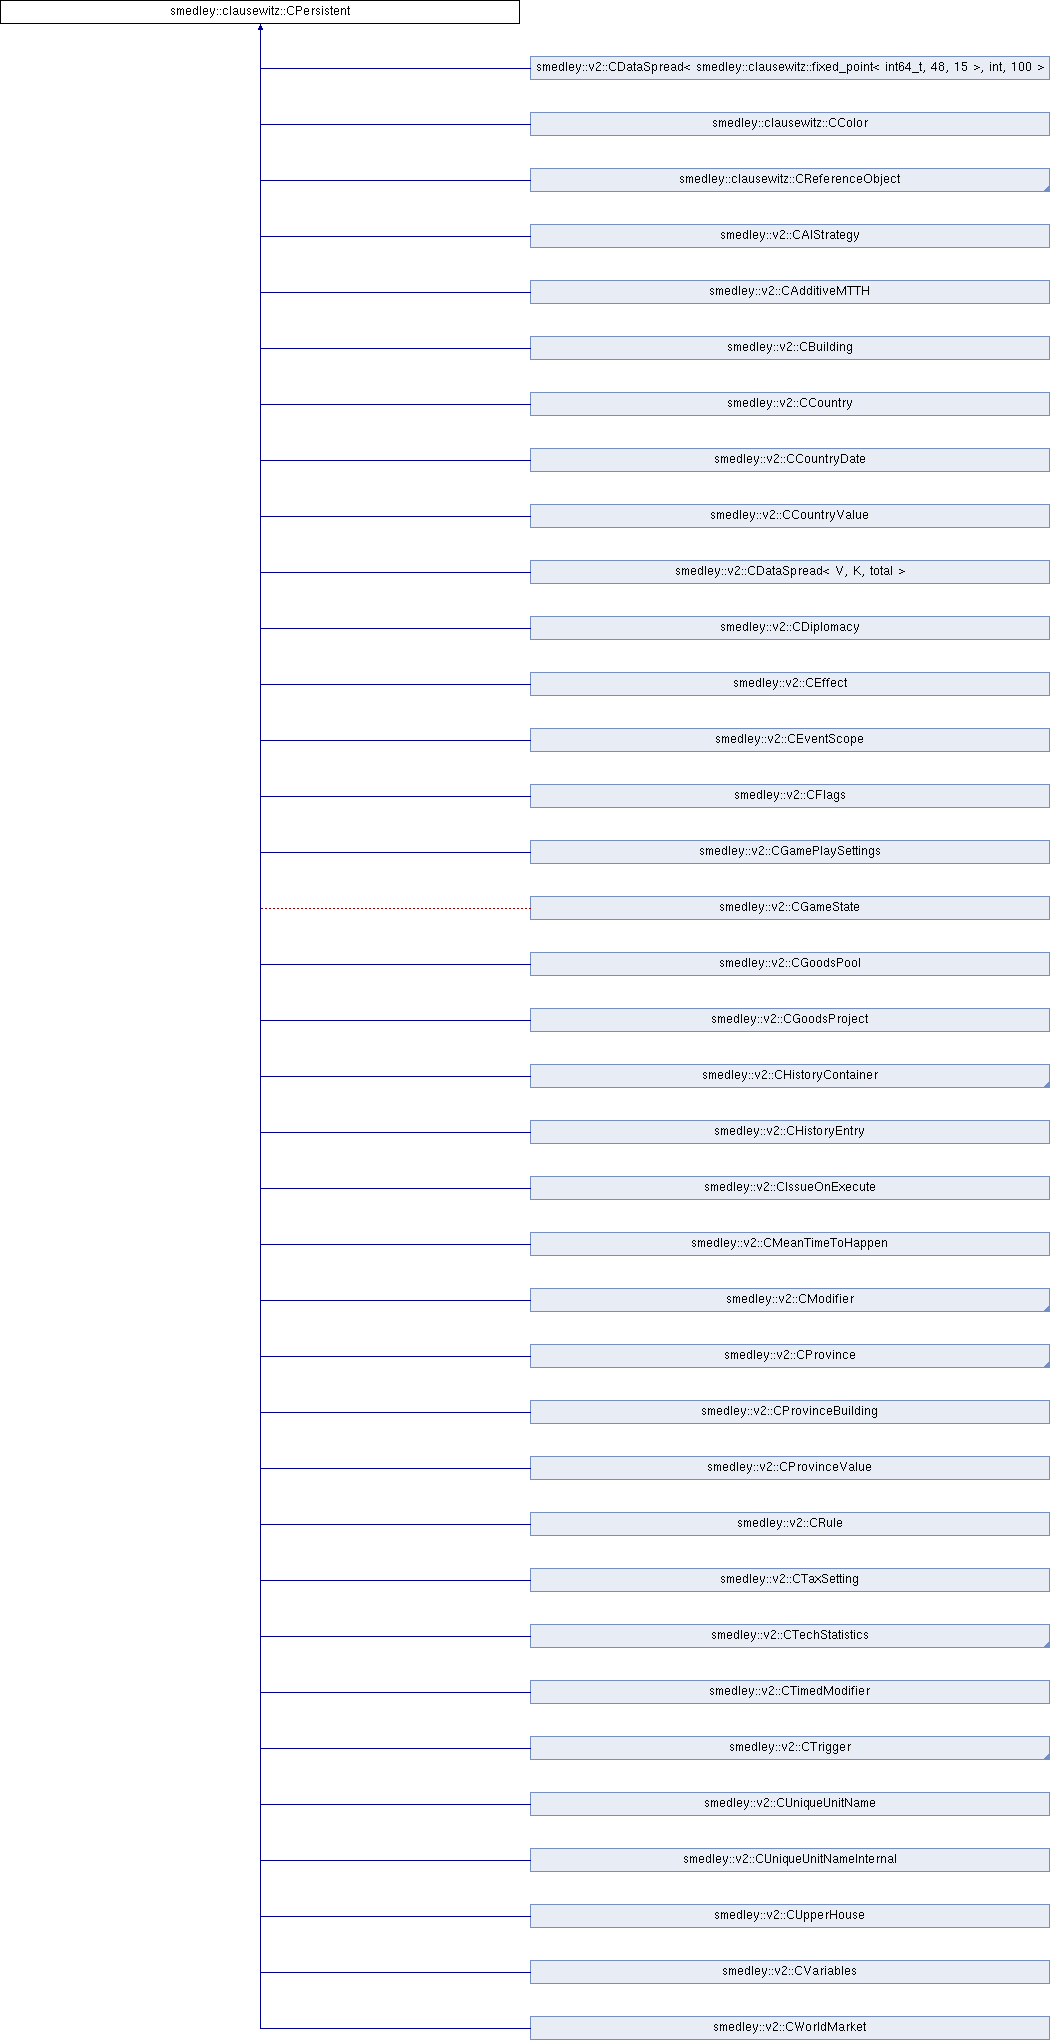 smedley::clausewitz::CPersistent
smedley::v2::CDataSpread< smedley::clausewitz::fixed_point< int64_t, 48, 15 >, int, 100 >
smedley::clausewitz::CColor
smedley::clausewitz::CReferenceObject
smedley::v2::CAIStrategy
smedley::v2::CAdditiveMTTH
smedley::v2::CBuilding
smedley::v2::CCountry
smedley::v2::CCountryDate
smedley::v2::CCountryValue
smedley::v2::CDataSpread< V, K, total >
smedley::v2::CDiplomacy
smedley::v2::CEffect
smedley::v2::CEventScope
smedley::v2::CFlags
smedley::v2::CGamePlaySettings
smedley::v2::CGameState
smedley::v2::CGoodsPool
smedley::v2::CGoodsProject
smedley::v2::CHistoryContainer
smedley::v2::CHistoryEntry
smedley::v2::CIssueOnExecute
smedley::v2::CMeanTimeToHappen
smedley::v2::CModifier
smedley::v2::CProvince
smedley::v2::CProvinceBuilding
smedley::v2::CProvinceValue
smedley::v2::CRule
smedley::v2::CTaxSetting
smedley::v2::CTechStatistics
smedley::v2::CTimedModifier
smedley::v2::CTrigger
smedley::v2::CUniqueUnitName
smedley::v2::CUniqueUnitNameInternal
smedley::v2::CUpperHouse
smedley::v2::CVariables
smedley::v2::CWorldMarket